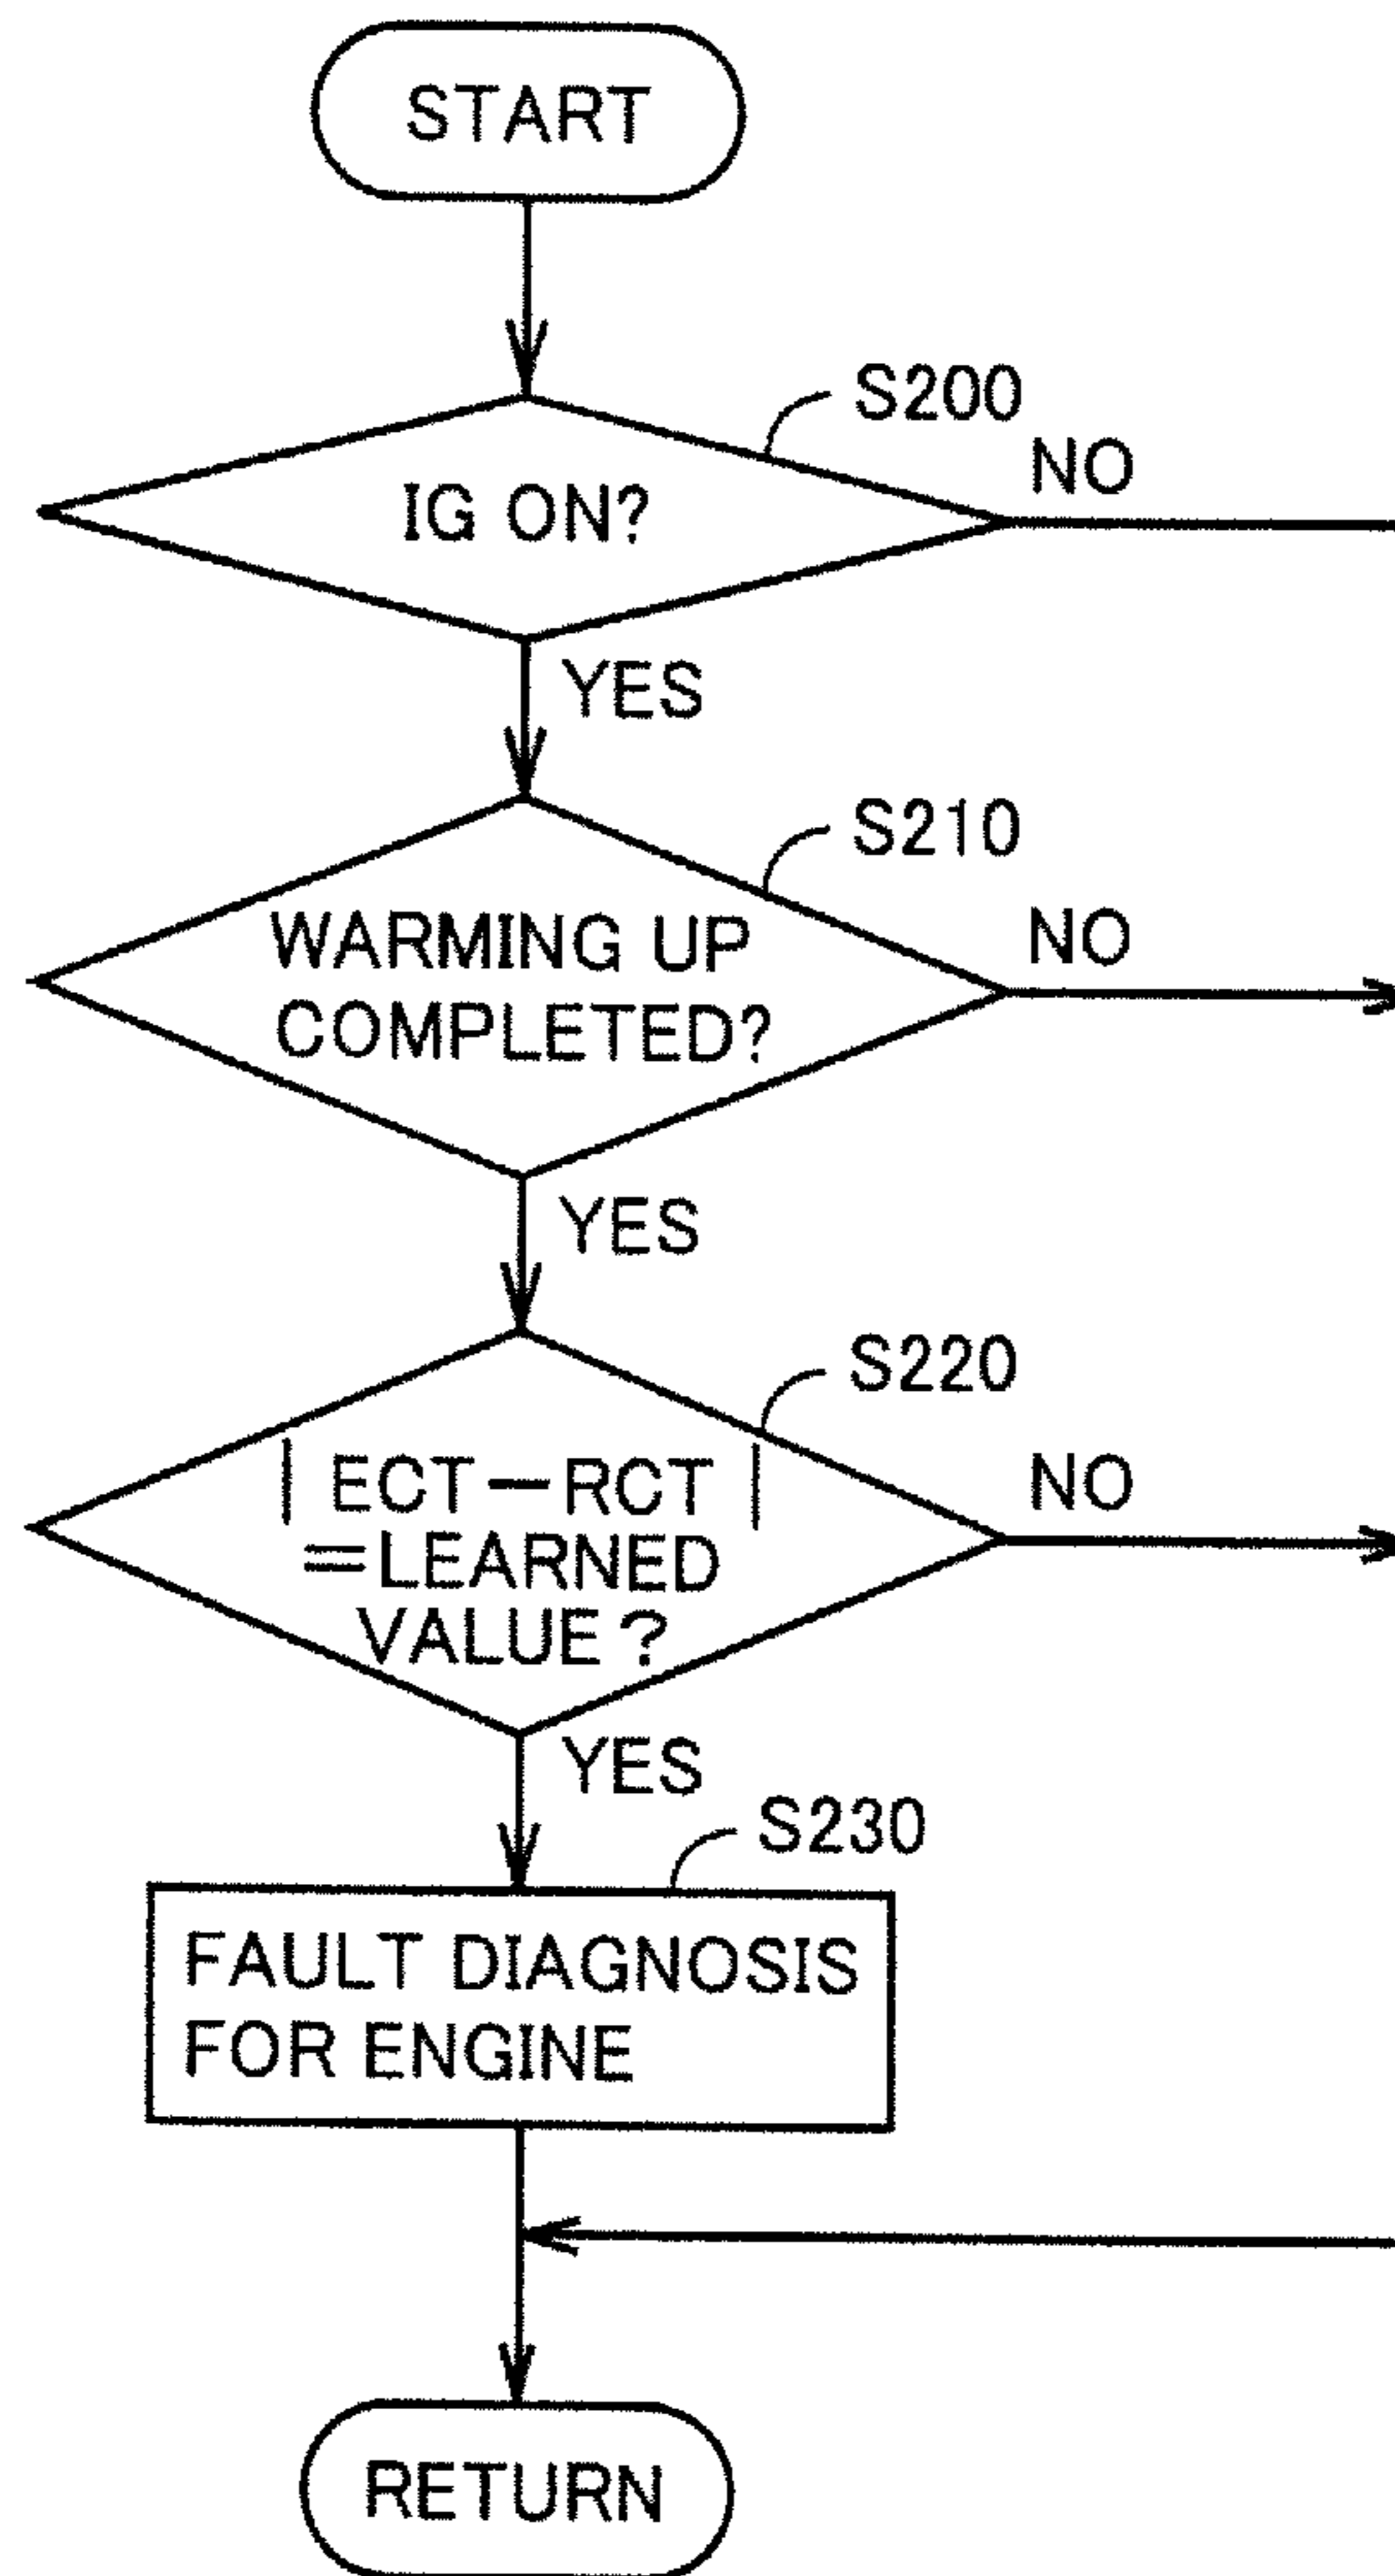 START
S200
IG ON?
NO
YES
S210
WARMING UP
COMPLETED?
NO
YES
S220
| ECT－RCT |
＝LEARNED
VALUE?
NO
YES
S230
FAULT DIAGNOSIS
FOR ENGINE
RETURN